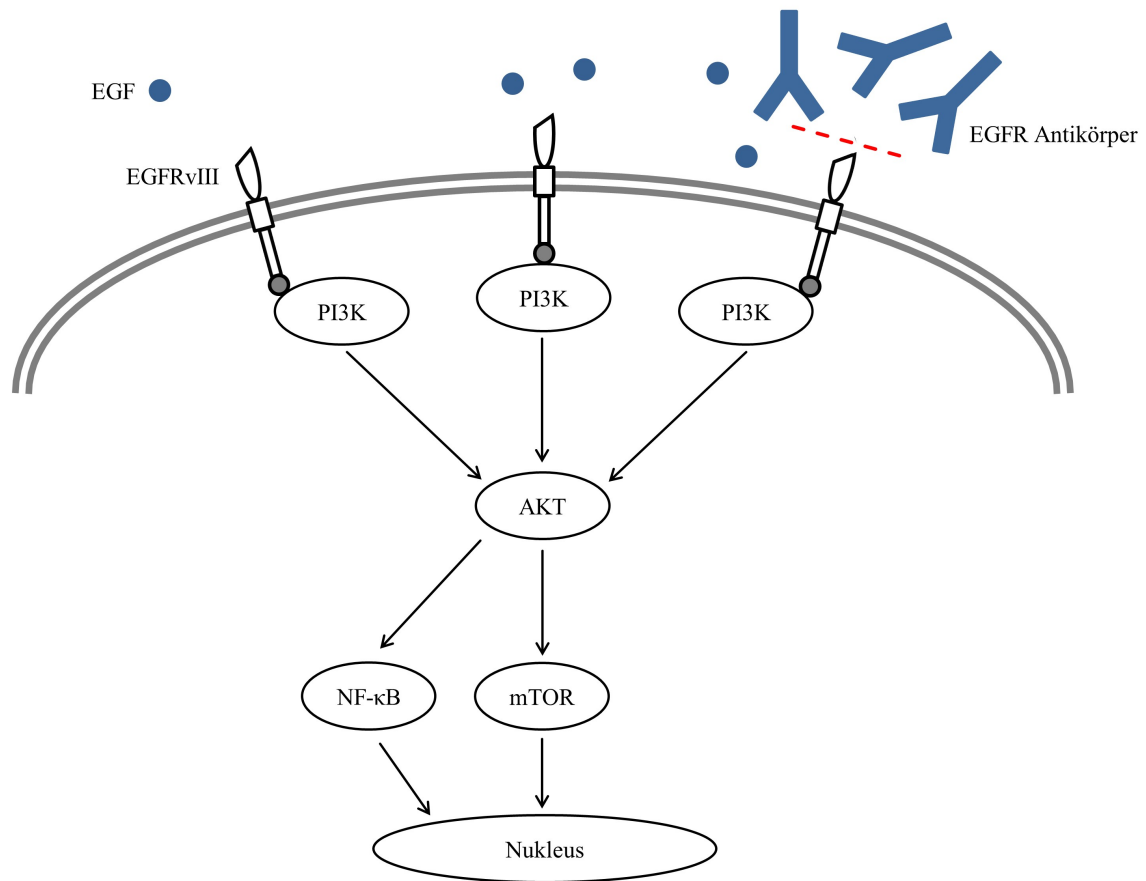 EGF
EGFR Antikörper
EGFRvIII
PI3K
PI3K
PI3K
AKT
NF-κB
mTOR
Nukleus